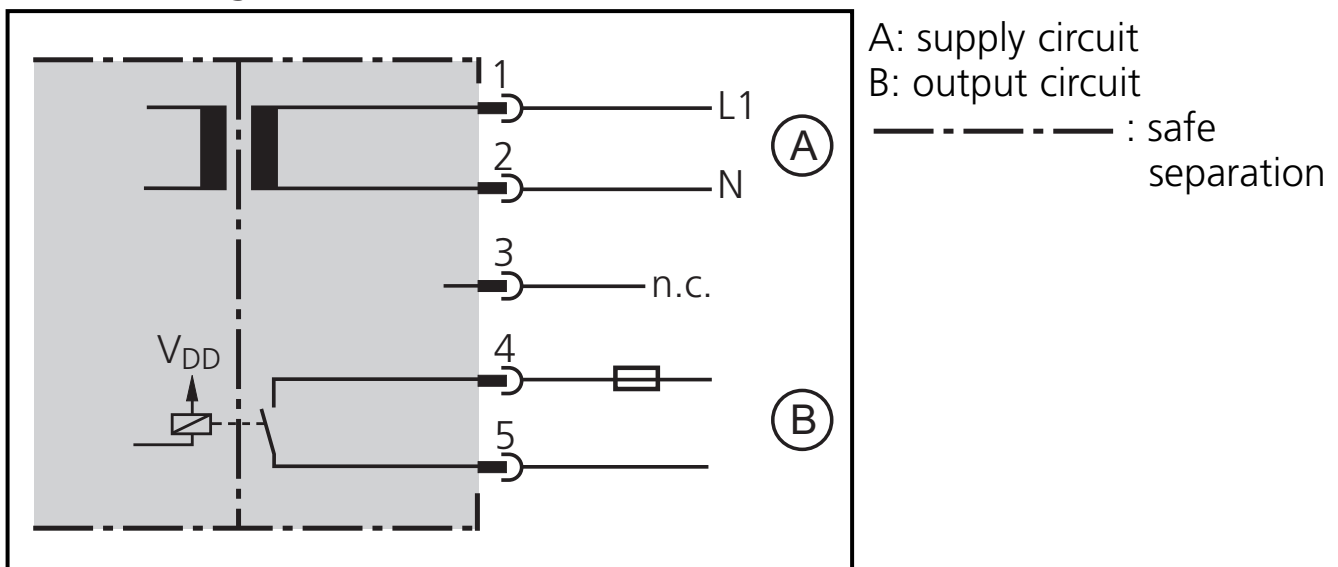 A: supply circuit
B: output circuit
: safe
separation
1
L1
A
2
N
3
n.c.
VDD
4
B
5